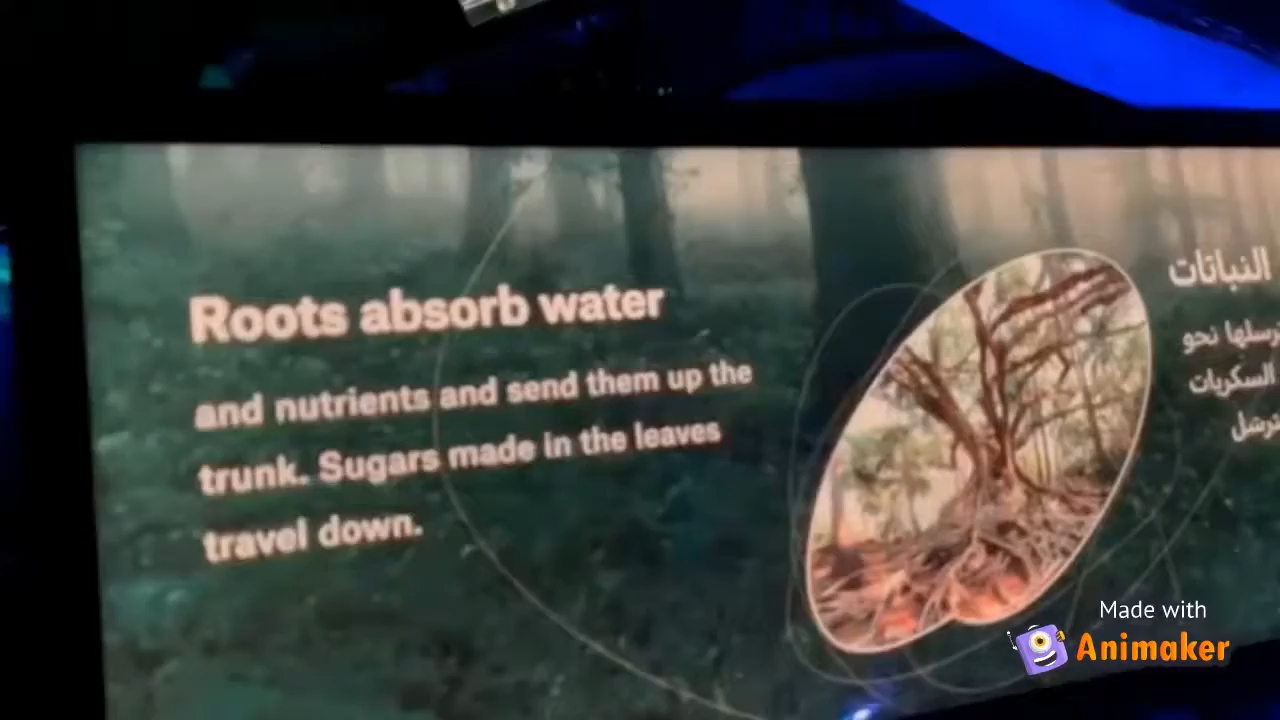 Roots absorb water
and nutrients and send them up the
trunk. Sugars made in the leaves
travel down.
النباتات
نحو
السكريات
Made with
Animaker